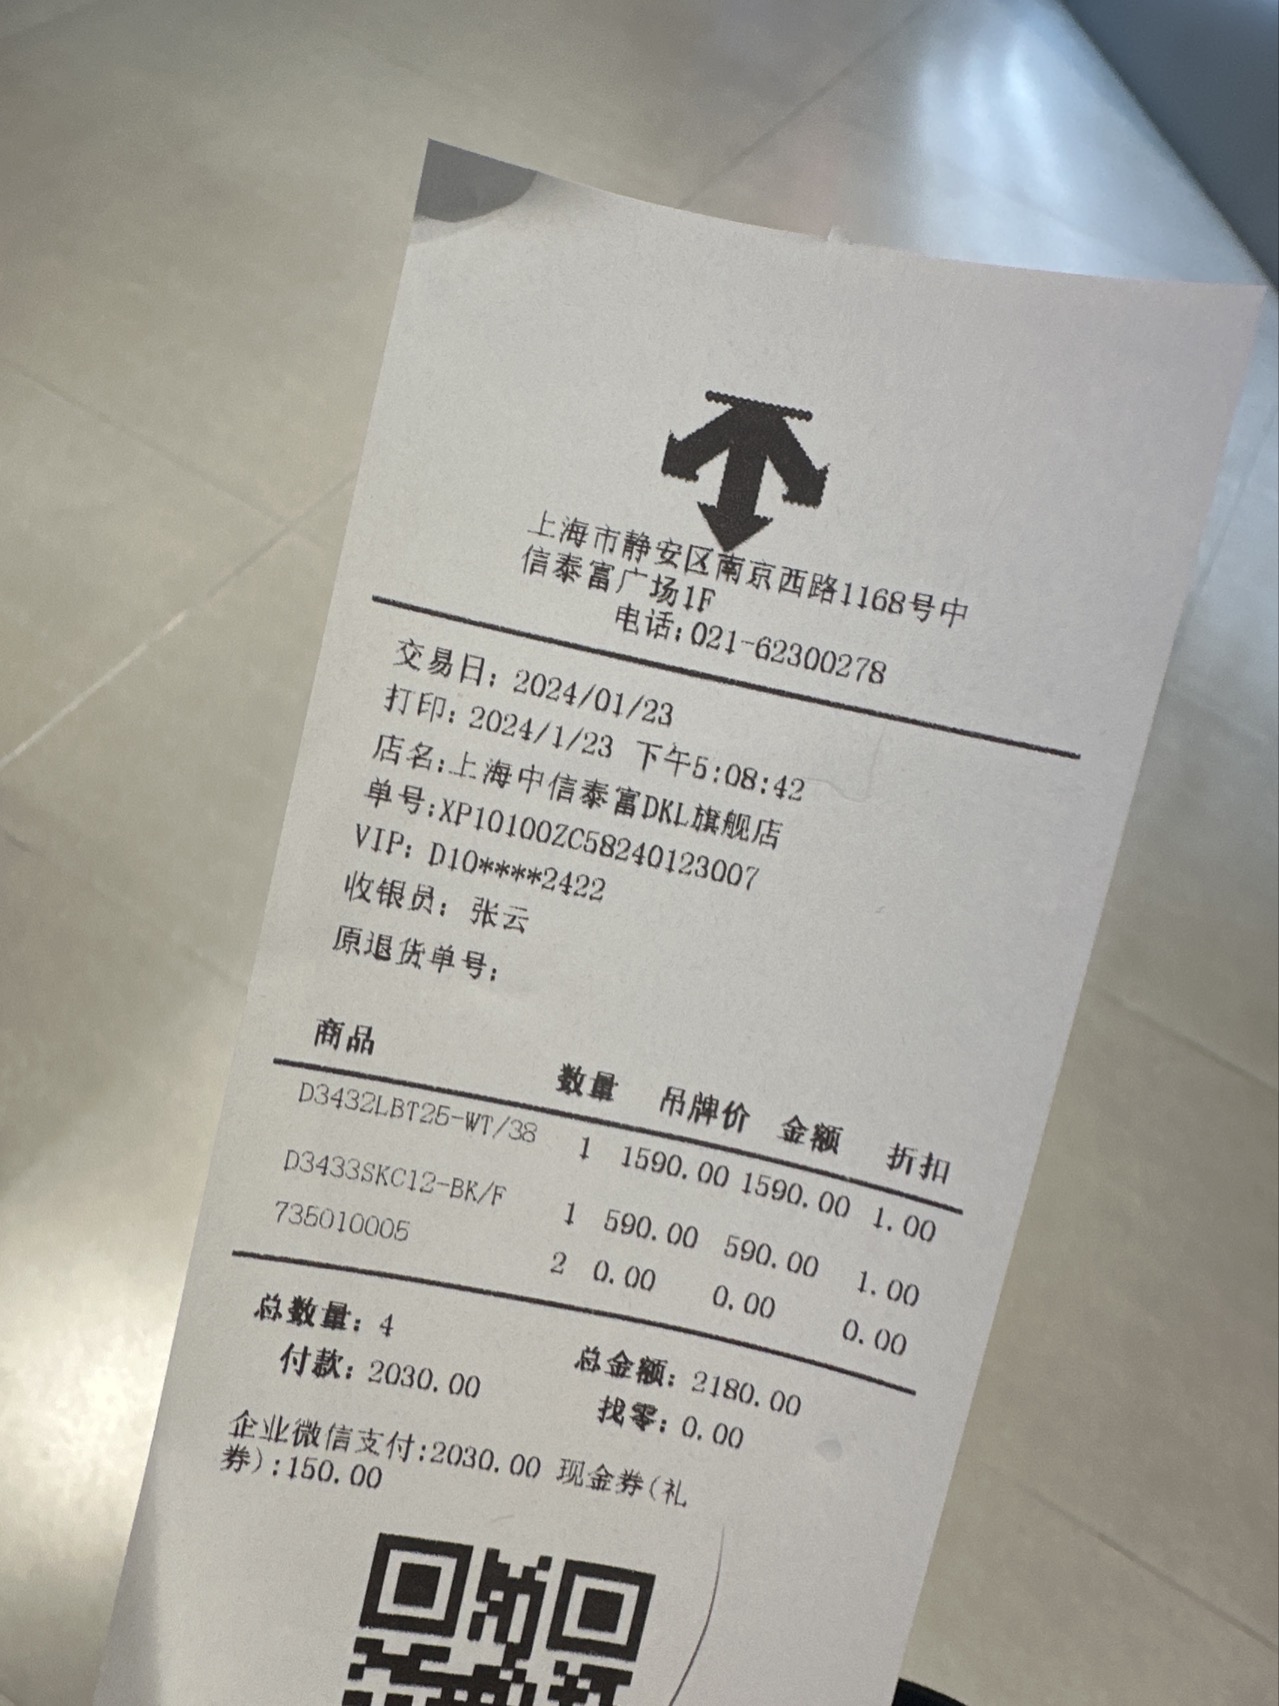 上海市静安区南京西路1168号中
信泰富广场1F
电话:021-62300278
交易日: 2024/01/23
打印: 2024/1/23 下午5:08:42
店名:上海中信泰富DKL旗舰店
单号:XP10100ZC58240123007
VIP: D10****2422
收银员: 张云
原退货单号:
商品 数量 吊牌价 金额 折扣
D3432LBT25-WT/38 1 1590.00 1590.00 1.00
D3433SKC12-BK/F 1 590.00 590.00 1.00
735010005 2 0.00 0.00 0.00
总数量: 4 总金额: 2180.00
付款: 2030.00 找零: 0.00
企业微信支付:2030.00 现金券(礼
券):150.00